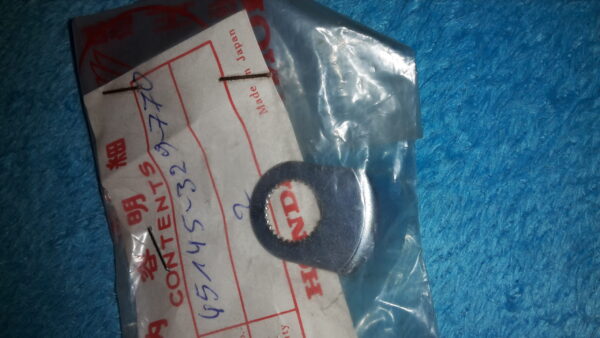 内容明細
CONTENTS
45145-329-770
2
HONDA
Made in Japan